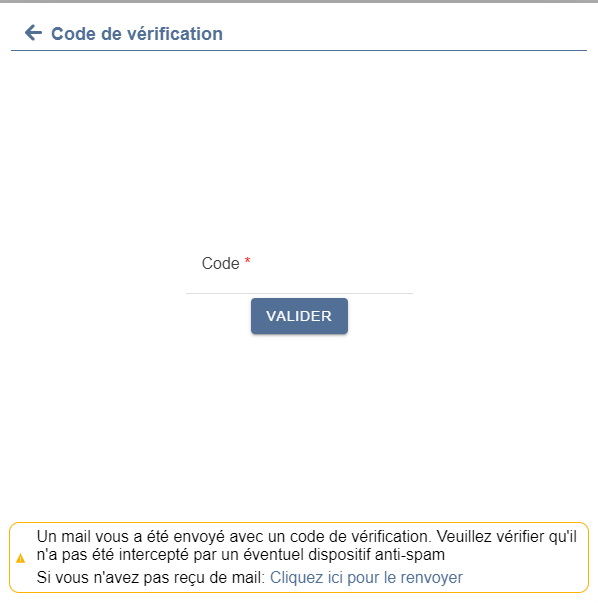 Code de vérification
Code *
VALIDER
Un mail vous a été envoyé avec un code de vérification. Veuillez vérifier qu'il
n'a pas été intercepté par un éventuel dispositif anti-spam
Si vous n'avez pas reçu de mail: Cliquez ici pour le renvoyer